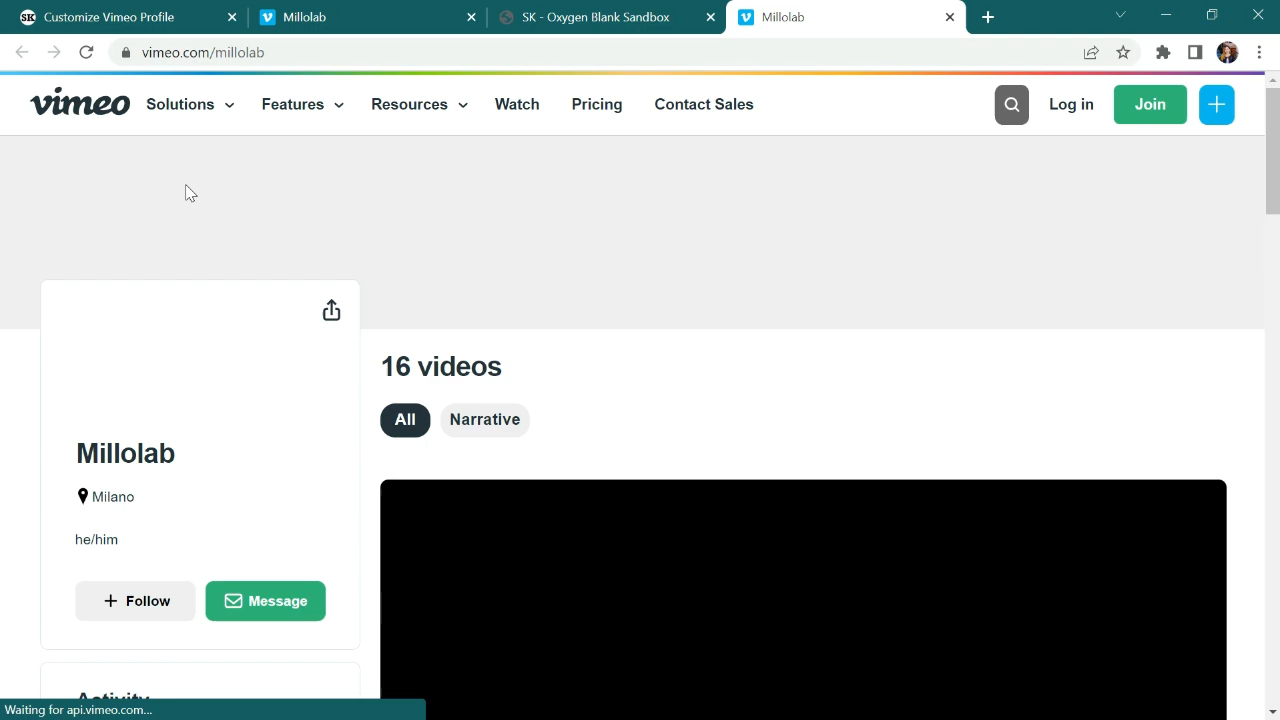 SK Customize Vimeo Profile
Millolab
SK - Oxygen Blank Sandbox
Millolab
vimeo.com/millolab
vimeo
Solutions
Features
Resources
Watch
Pricing
Contact Sales
Log in
Join
16 videos
All
Narrative
Millolab
Milano
he/him
Follow
Message
Activity
Waiting for api.vimeo.com...